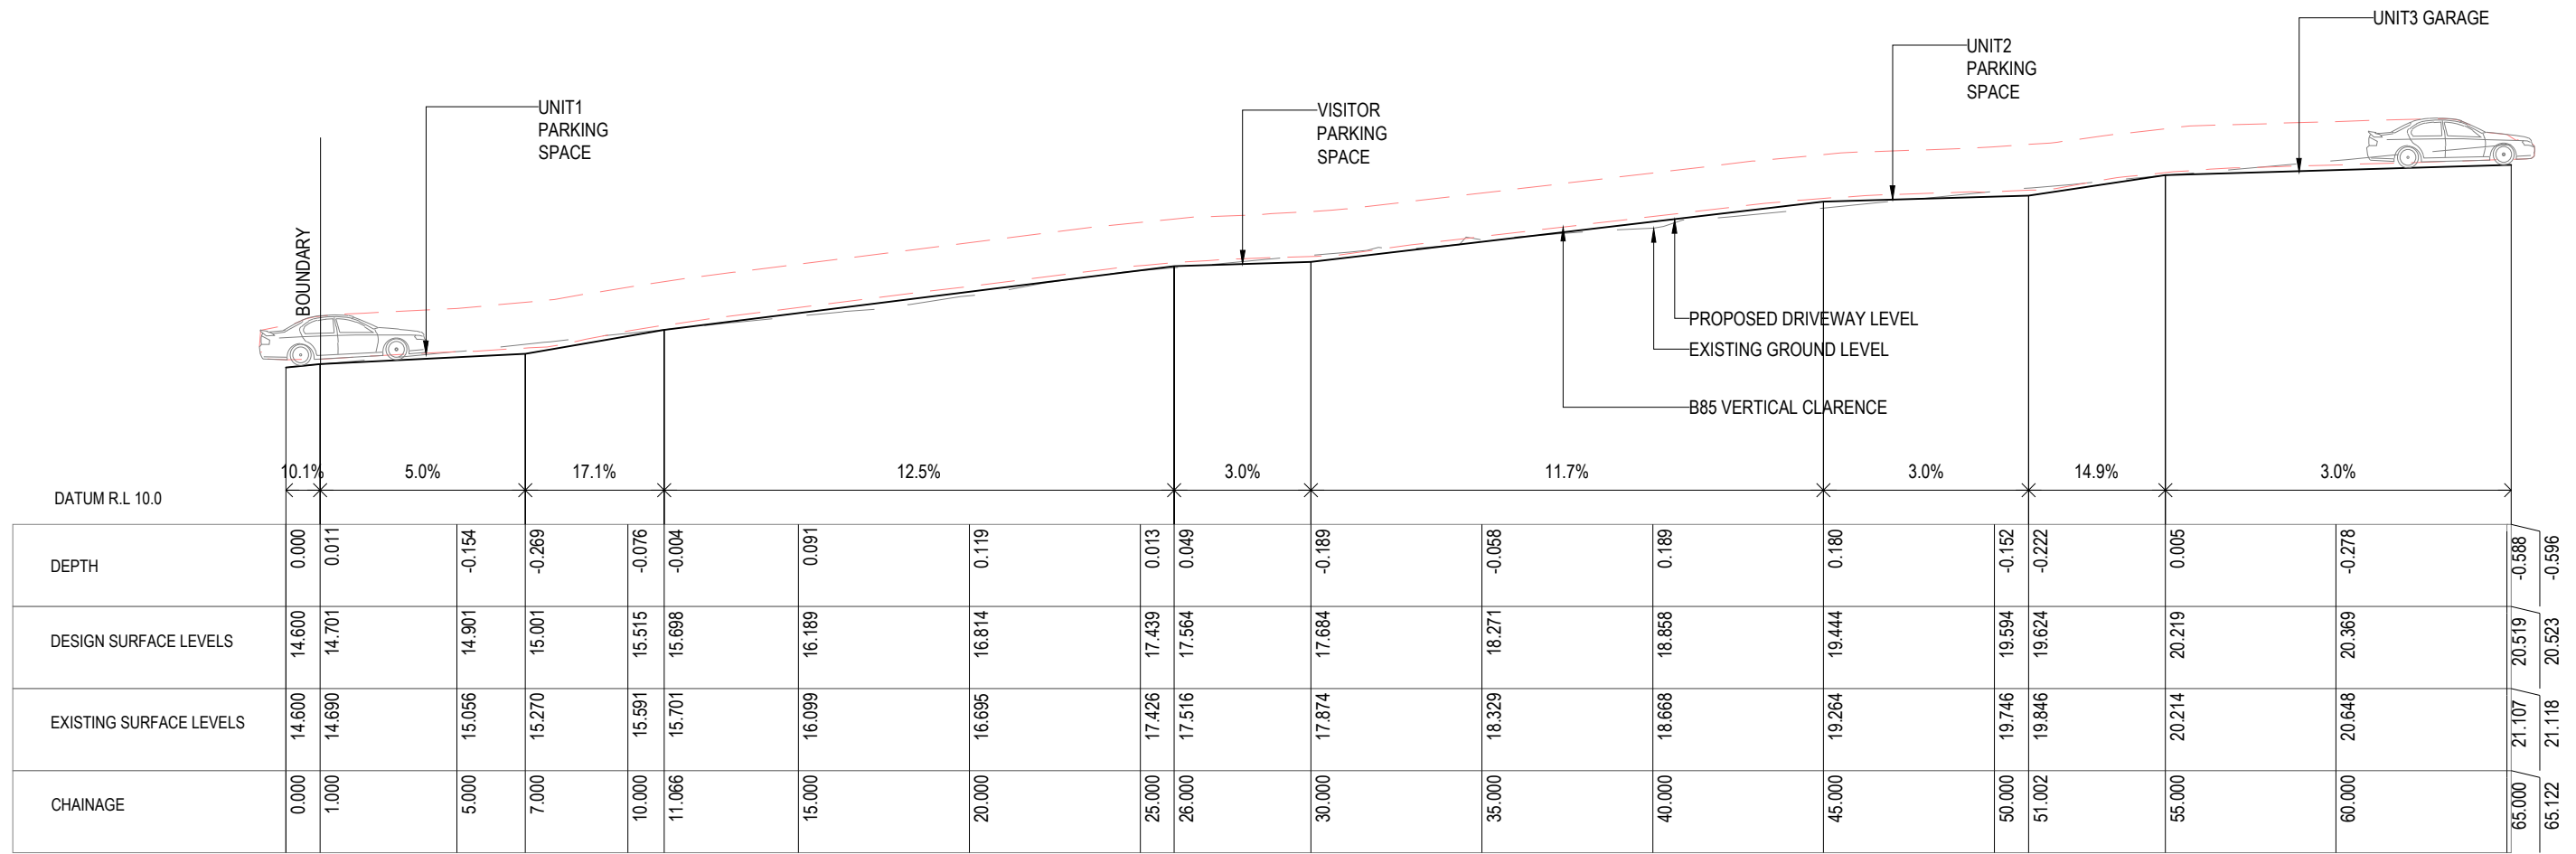 UNIT3 GARAGE
UNIT2
PARKING
SPACE
UNIT1
PARKING
SPACE
VISITOR
PARKING
SPACE
BOUNDARY
PROPOSED DRIVEWAY LEVEL
EXISTING GROUND LEVEL
B85 VERTICAL CLARENCE
10.1% 5.0% 17.1% 12.5% 3.0% 11.7% 3.0% 14.9% 3.0%
DATUM R.L 10.0
DEPTH 0.000 0.011 -0.154 -0.269 -0.076 -0.004 0.091 0.119 0.013 0.049 -0.189 -0.058 0.189 0.180 -0.152 -0.222 0.005 -0.278 -0.588 -0.596
DESIGN SURFACE LEVELS 14.600 14.701 14.901 15.001 15.515 15.698 16.189 16.814 17.439 17.564 17.684 18.271 18.858 19.444 19.594 19.624 20.219 20.369 20.519 20.523
EXISTING SURFACE LEVELS 14.600 14.690 15.056 15.270 15.591 15.701 16.099 16.695 17.426 17.516 17.874 18.329 18.668 19.264 19.746 19.846 20.214 20.648 21.107 21.118
CHAINAGE 0.000 1.000 5.000 7.000 10.000 11.066 15.000 20.000 25.000 26.000 30.000 35.000 40.000 45.000 50.000 51.002 55.000 60.000 65.000 65.122